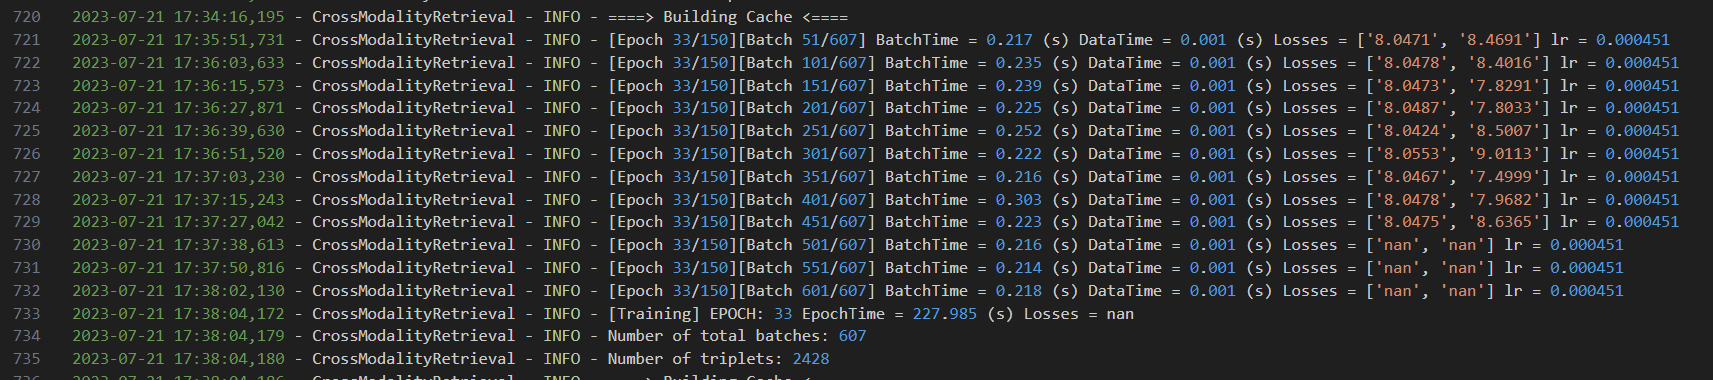 720 2023-07-21 17:34:16,195 - CrossModalityRetrieval - INFO - ====> Building Cache <====
721 2023-07-21 17:35:51,731 - CrossModalityRetrieval - INFO - [Epoch 33/150][Batch 51/607] BatchTime = 0.217 (s) DataTime = 0.001 (s) Losses = ['8.0471', '8.4691'] lr = 0.000451
722 2023-07-21 17:36:03,633 - CrossModalityRetrieval - INFO - [Epoch 33/150][Batch 101/607] BatchTime = 0.235 (s) DataTime = 0.001 (s) Losses = ['8.0478', '8.4016'] lr = 0.000451
723 2023-07-21 17:36:15,573 - CrossModalityRetrieval - INFO - [Epoch 33/150][Batch 151/607] BatchTime = 0.239 (s) DataTime = 0.001 (s) Losses = ['8.0473', '7.8291'] lr = 0.000451
724 2023-07-21 17:36:27,871 - CrossModalityRetrieval - INFO - [Epoch 33/150][Batch 201/607] BatchTime = 0.225 (s) DataTime = 0.001 (s) Losses = ['8.0487', '7.8033'] lr = 0.000451
725 2023-07-21 17:36:39,630 - CrossModalityRetrieval - INFO - [Epoch 33/150][Batch 251/607] BatchTime = 0.252 (s) DataTime = 0.001 (s) Losses = ['8.0424', '8.5007'] lr = 0.000451
726 2023-07-21 17:36:51,520 - CrossModalityRetrieval - INFO - [Epoch 33/150][Batch 301/607] BatchTime = 0.222 (s) DataTime = 0.001 (s) Losses = ['8.0553', '9.0113'] lr = 0.000451
727 2023-07-21 17:37:03,230 - CrossModalityRetrieval - INFO - [Epoch 33/150][Batch 351/607] BatchTime = 0.216 (s) DataTime = 0.001 (s) Losses = ['8.0467', '7.4999'] lr = 0.000451
728 2023-07-21 17:37:15,243 - CrossModalityRetrieval - INFO - [Epoch 33/150][Batch 401/607] BatchTime = 0.303 (s) DataTime = 0.001 (s) Losses = ['8.0478', '7.9682'] lr = 0.000451
729 2023-07-21 17:37:27,042 - CrossModalityRetrieval - INFO - [Epoch 33/150][Batch 451/607] BatchTime = 0.223 (s) DataTime = 0.001 (s) Losses = ['8.0475', '8.6365'] lr = 0.000451
730 2023-07-21 17:37:38,613 - CrossModalityRetrieval - INFO - [Epoch 33/150][Batch 501/607] BatchTime = 0.216 (s) DataTime = 0.001 (s) Losses = ['nan', 'nan'] lr = 0.000451
731 2023-07-21 17:37:50,816 - CrossModalityRetrieval - INFO - [Epoch 33/150][Batch 551/607] BatchTime = 0.214 (s) DataTime = 0.001 (s) Losses = ['nan', 'nan'] lr = 0.000451
732 2023-07-21 17:38:02,130 - CrossModalityRetrieval - INFO - [Epoch 33/150][Batch 601/607] BatchTime = 0.218 (s) DataTime = 0.001 (s) Losses = ['nan', 'nan'] lr = 0.000451
733 2023-07-21 17:38:04,172 - CrossModalityRetrieval - INFO - [Training] EPOCH: 33 EpochTime = 227.985 (s) Losses = nan
734 2023-07-21 17:38:04,179 - CrossModalityRetrieval - INFO - Number of total batches: 607
735 2023-07-21 17:38:04,180 - CrossModalityRetrieval - INFO - Number of triplets: 2428